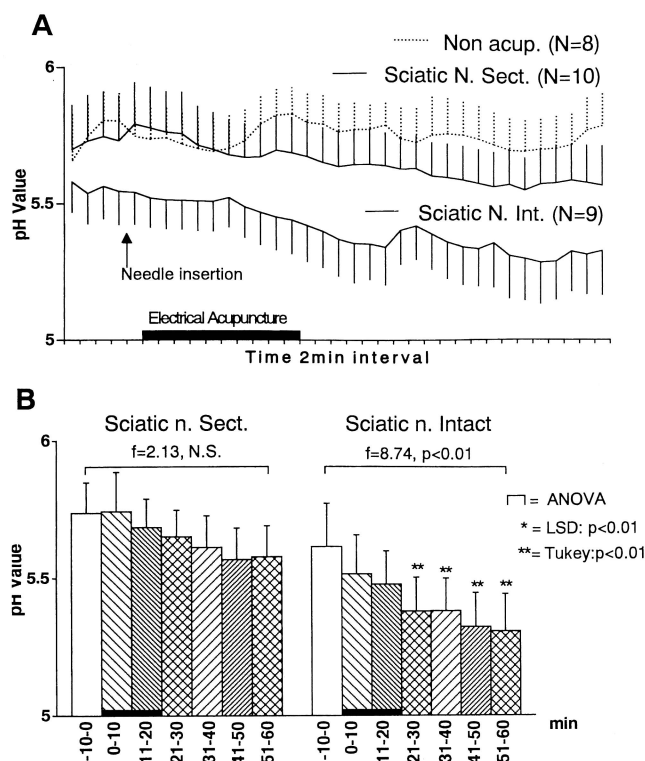 A
Non acup. (N=8)
Sciatic N. Sect. (N=10)
Sciatic N. Int. (N=9)
6
5.5
5
pH Value
Needle insertion
Electrical Acupuncture
Time 2min interval
B
Sciatic n. Sect.
Sciatic n. Intact
f=2.13, N.S.
f=8.74, p<0.01
= ANOVA
* = LSD: p<0.01
**= Tukey:p<0.01
6
5.5
5
pH value
** ** ** **
-10-0 0-10 11-20 21-30 31-40 41-50 51-60
-10-0 0-10 11-20 21-30 31-40 41-50 51-60
min